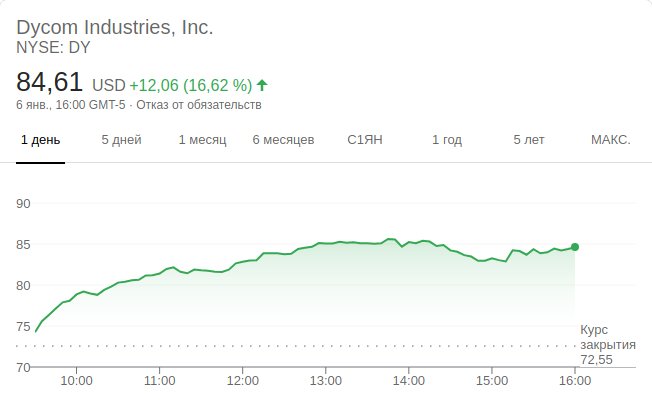 Dycom Industries, Inc.
NYSE: DY
84,61 USD +12,06 (16,62 %)
6 янв., 16:00 GMT-5 · Отказ от обязательств
1 день 5 дней 1 месяц 6 месяцев С1ЯН 1 год 5 лет МАКС.
90
85
80
75
Курс
закрытия
72,55
70
10:00 11:00 12:00 13:00 14:00 15:00 16:00